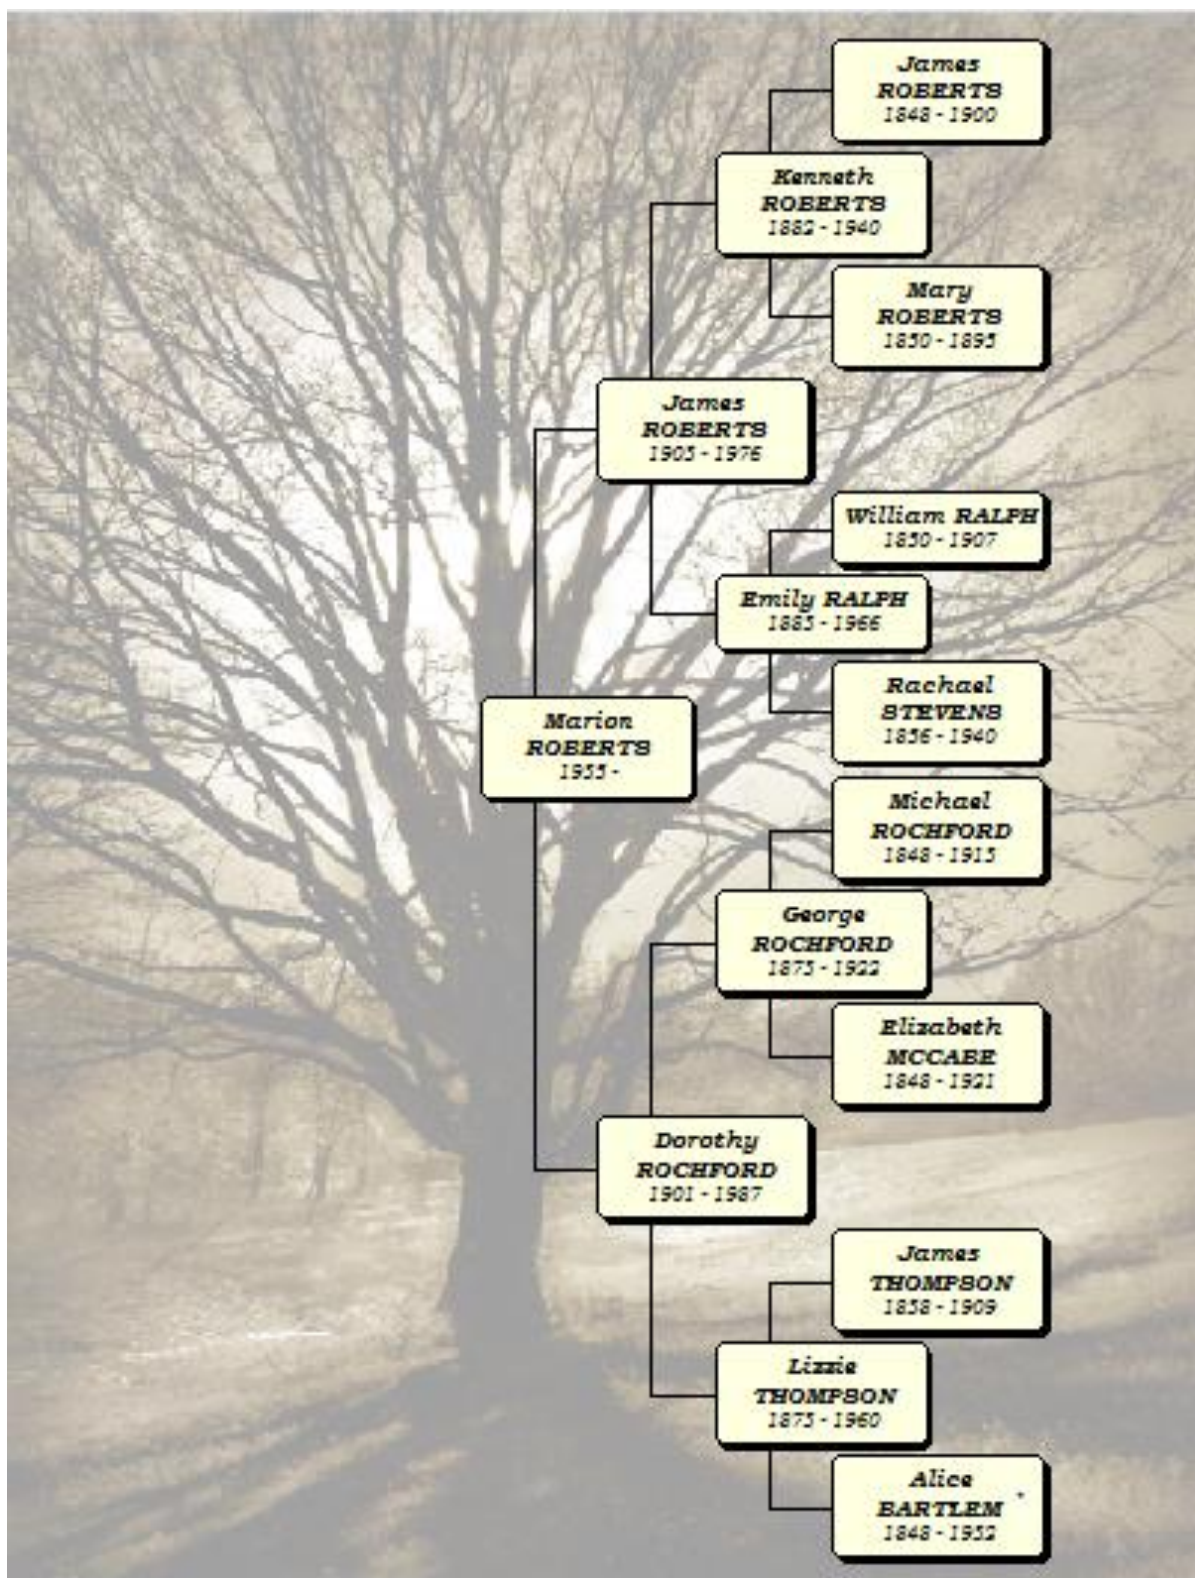 James
ROBERTS
1848 - 1900
Kenneth
ROBERTS
1882 - 1940
Mary
ROBERTS
1850 - 1895
James
ROBERTS
1905 - 1976
William RALPH
1850 - 1907
Emily RALPH
1885 - 1966
Rachael
STEVENS
1856 - 1940
Marion
ROBERTS
1955 -
Michael
ROCHFORD
1848 - 1915
George
ROCHFORD
1875 - 1922
Elizabeth
MCCABE
1848 - 1921
Dorothy
ROCHFORD
1901 - 1987
James
THOMPSON
1858 - 1909
Lizzie
THOMPSON
1875 - 1960
Alice
BARTLEM
1848 - 1952